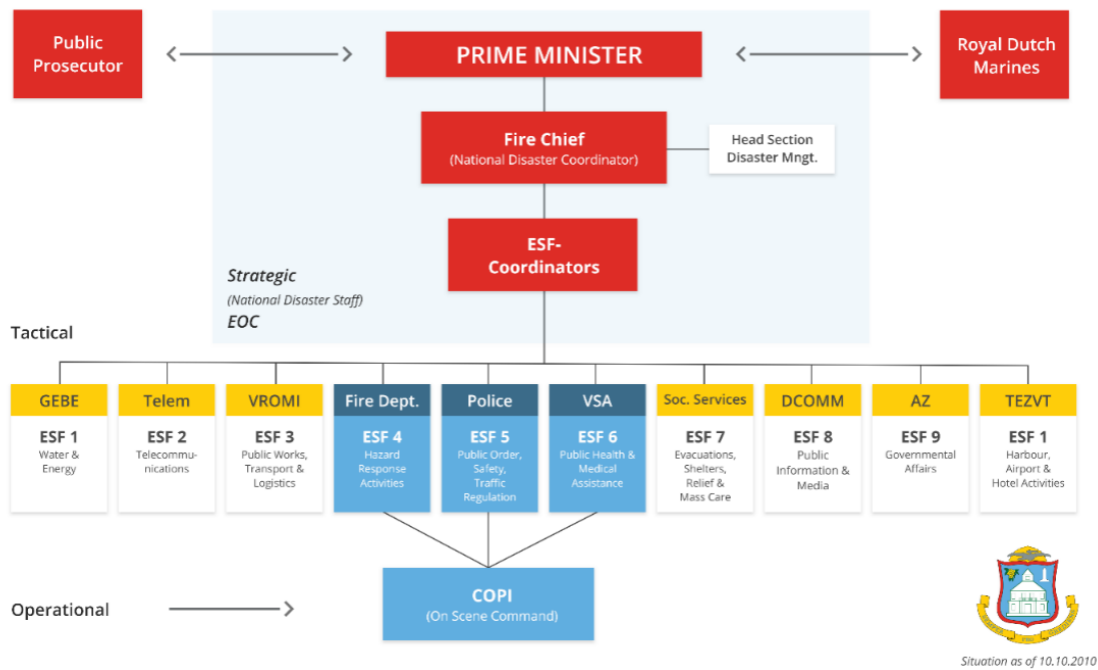 Public
Prosecutor
PRIME MINISTER
Royal Dutch
Marines
Fire Chief
(National Disaster Coordinator)
Head Section
Disaster Mngt.
ESF-
Coordinators
Strategic
(National Disaster Staff)
EOC
Tactical
GEBE
ESF 1
Water &
Energy
Telem
ESF 2
Telecommu-
nications
VROMI
ESF 3
Public Works,
Transport &
Logistics
Fire Dept.
ESF 4
Hazard
Response
Activities
Police
ESF 5
Public Order,
Safety,
Traffic
Regulation
VSA
ESF 6
Public Health &
Medical
Assistance
Soc. Services
ESF 7
Evacuations,
Shelters,
Relief &
Mass Care
DCOMM
ESF 8
Public
Information &
Media
AZ
ESF 9
Governmental
Affairs
TEZVT
ESF 1
Harbour,
Airport &
Hotel Activities
COPI
(On Scene Command)
Operational
Situation as of 10.10.2010